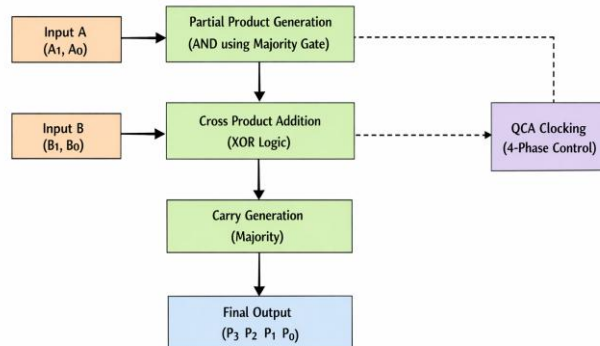 Input A
(A₁, A₀)
Partial Product Generation
(AND using Majority Gate)
Input B
(B₁, B₀)
Cross Product Addition
(XOR Logic)
QCA Clocking
(4-Phase Control)
Carry Generation
(Majority)
Final Output
(P₃ P₂ P₁ P₀)